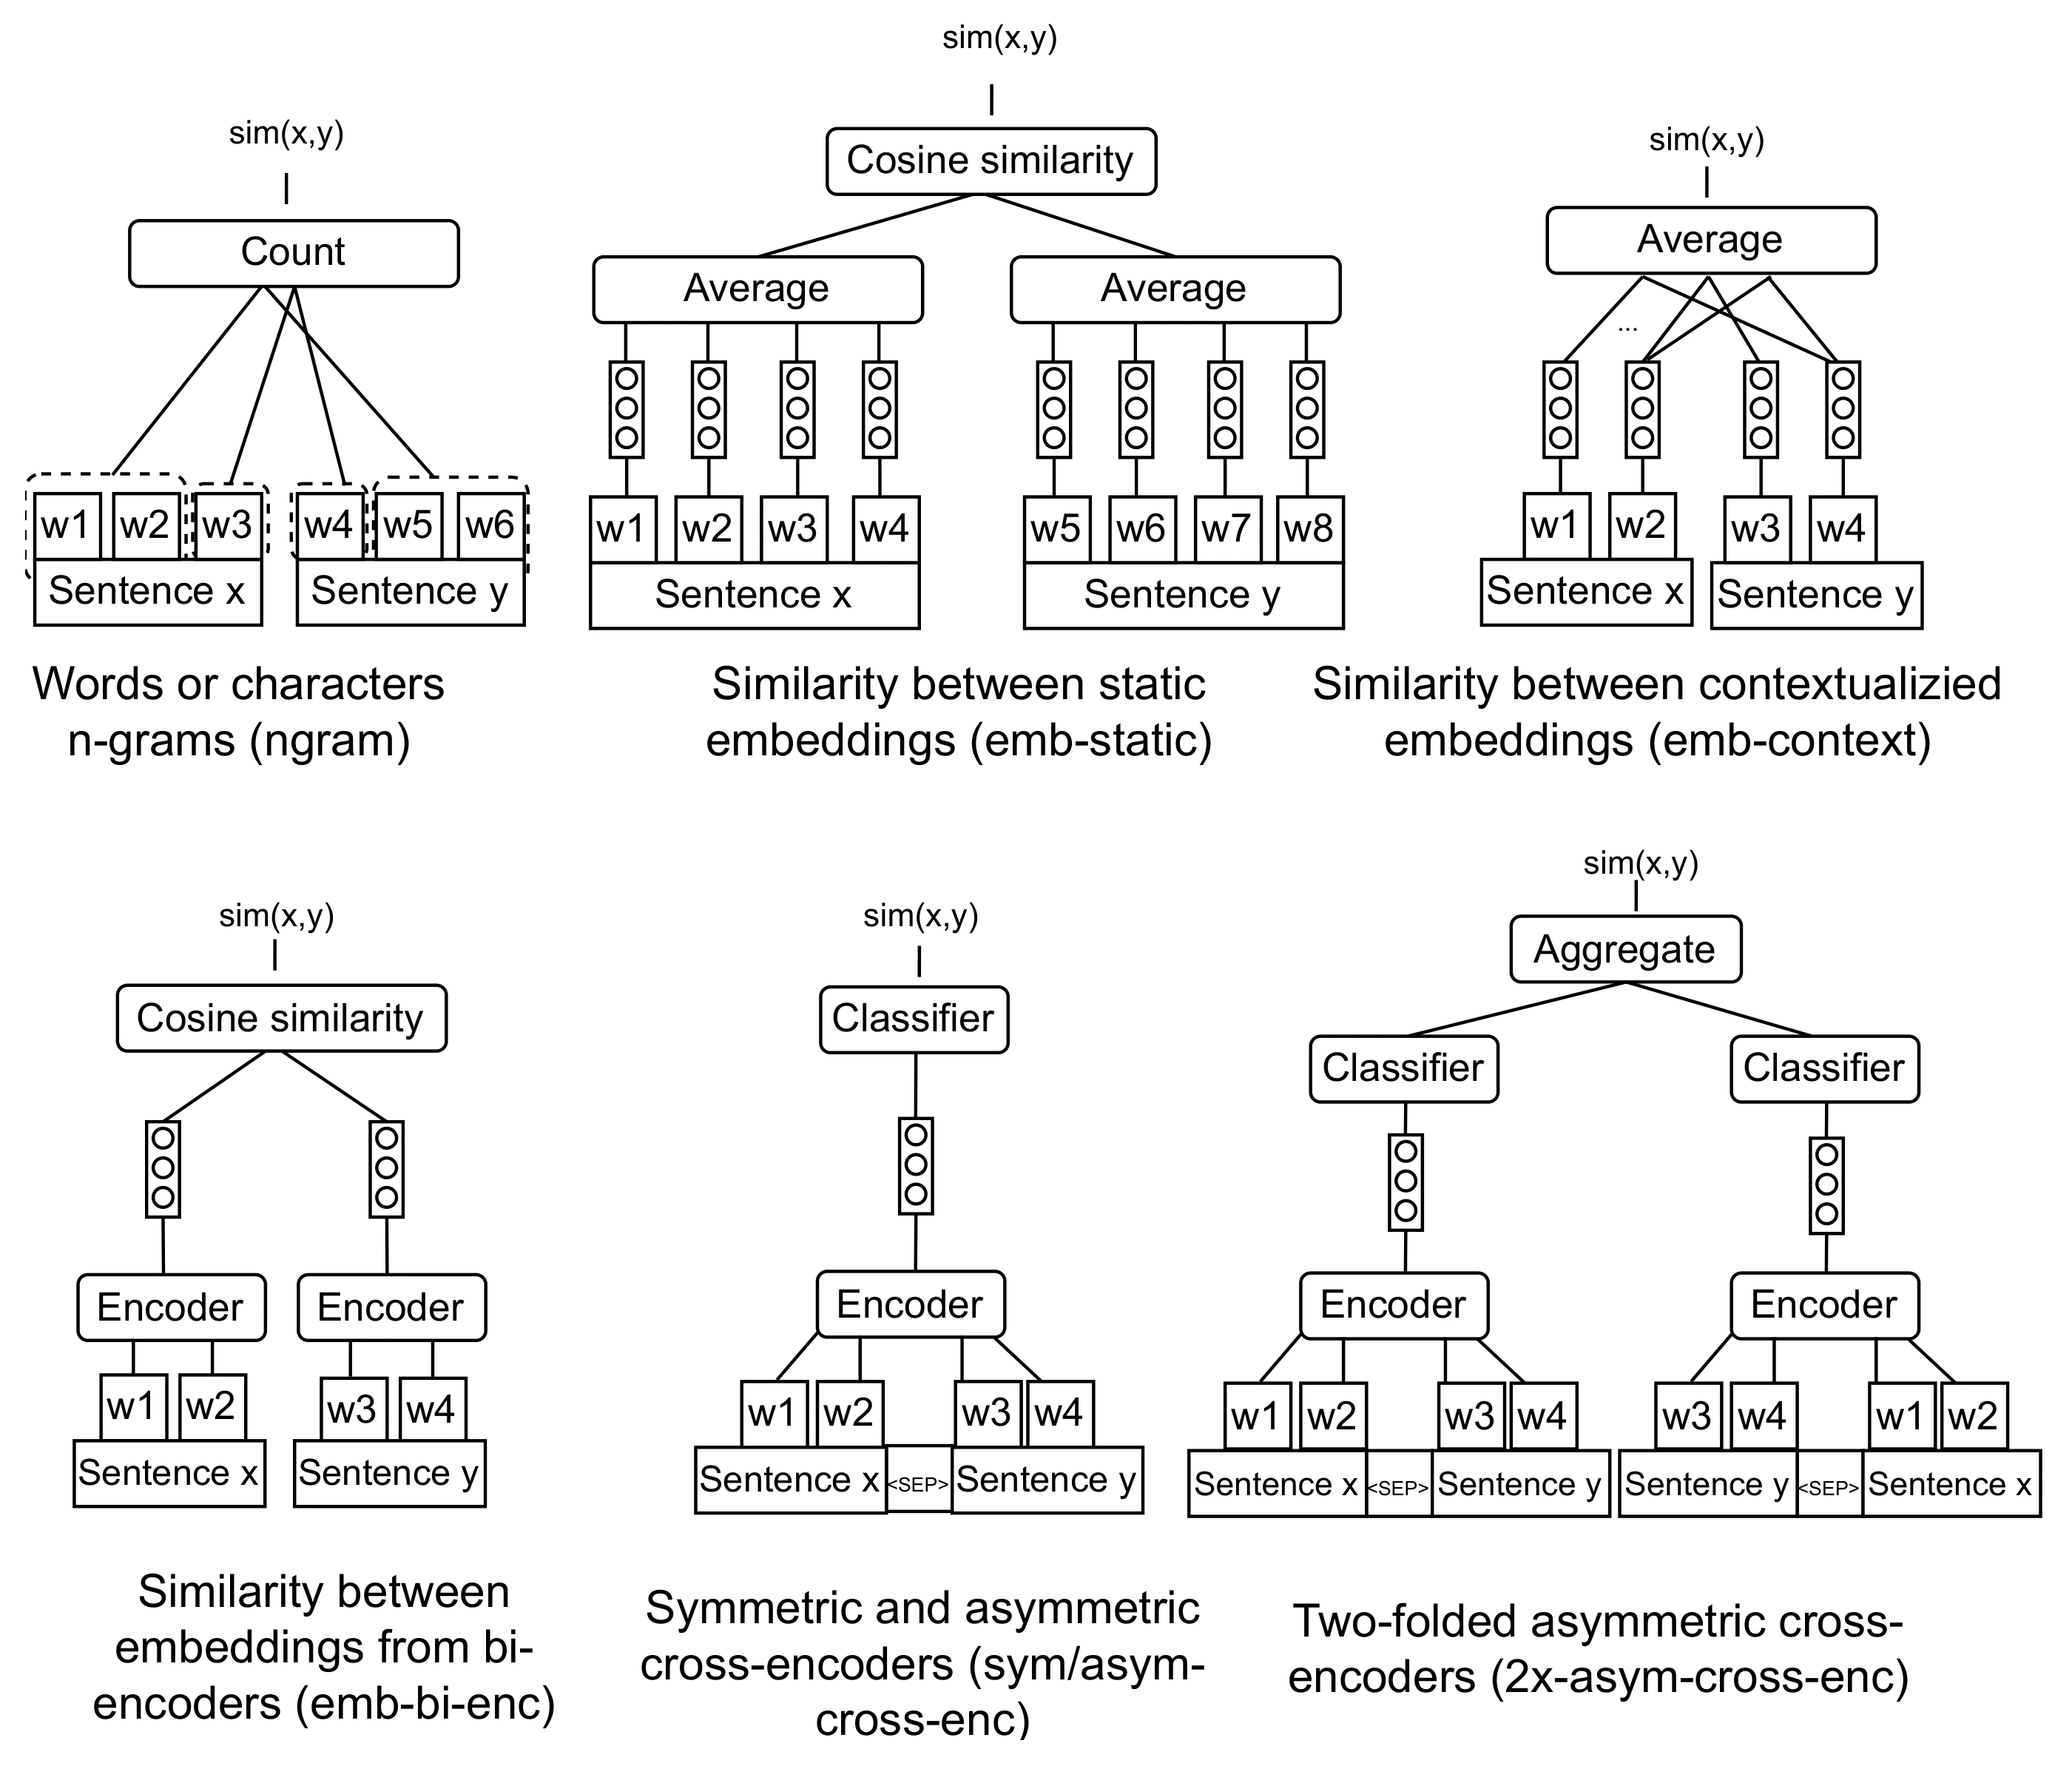 sim(x,y)
Count
w1 w2 w3 w4 w5 w6
Sentence x Sentence y
Words or characters
n-grams (ngram)
sim(x,y)
Cosine similarity
Average Average
w1 w2 w3 w4 w5 w6 w7 w8
Sentence x Sentence y
Similarity between static
embeddings (emb-static)
sim(x,y)
Average
...
w1 w2 w3 w4
Sentence x Sentence y
Similarity between contextualizied
embeddings (emb-context)
sim(x,y)
Cosine similarity
Encoder Encoder
w1 w2 w3 w4
Sentence x Sentence y
Similarity between
embeddings from bi-
encoders (emb-bi-enc)
sim(x,y)
Classifier
Encoder
w1 w2 w3 w4
Sentence x <SEP> Sentence y
Symmetric and asymmetric
cross-encoders (sym/asym-
cross-enc)
sim(x,y)
Aggregate
Classifier Classifier
Encoder Encoder
w1 w2 w3 w4 w3 w4 w1 w2
Sentence x <SEP> Sentence y Sentence y <SEP> Sentence x
Two-folded asymmetric cross-
encoders (2x-asym-cross-enc)